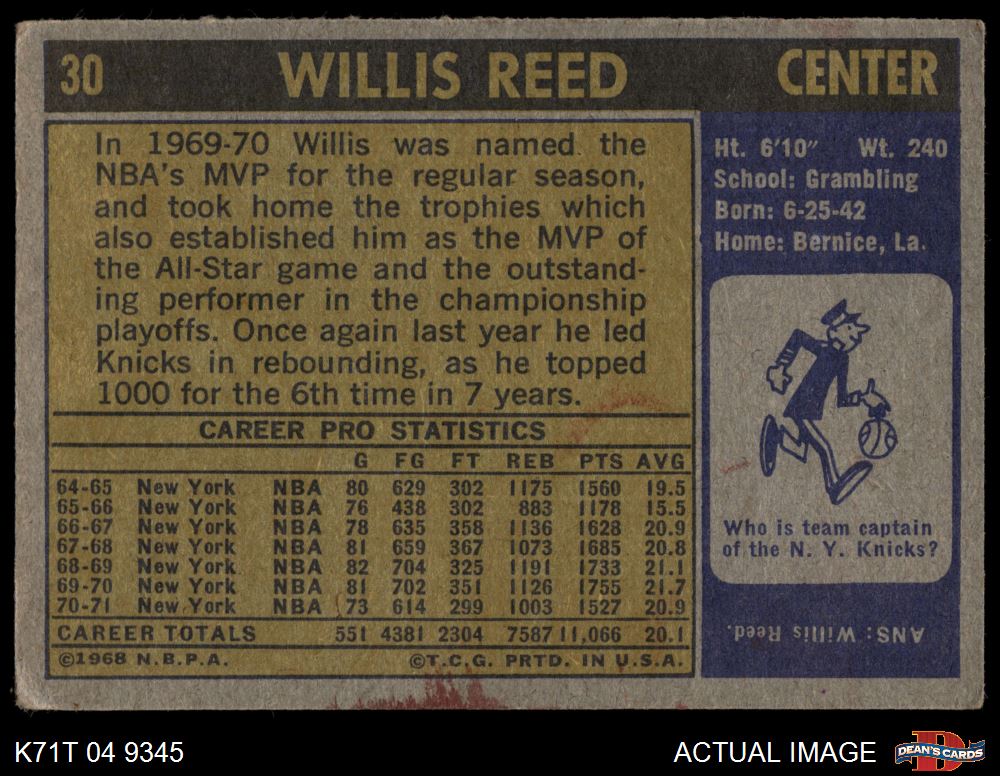 30 WILLIS REED CENTER
In 1969-70 Willis was named the
NBA's MVP for the regular season,
and took home the trophies which
also established him as the MVP of
the All-Star game and the outstand-
ing performer in the championship
playoffs. Once again last year he led
Knicks in rebounding, as he topped
1000 for the 6th time in 7 years.
CAREER PRO STATISTICS
G FG FT REB PTS AVG
64-65 New York NBA 80 629 302 1175 1560 19.5
65-66 New York NBA 76 438 302 883 1178 15.5
66-67 New York NBA 78 635 358 1136 1628 20.9
67-68 New York NBA 81 659 367 1073 1685 20.8
68-69 New York NBA 82 704 325 1191 1733 21.1
69-70 New York NBA 81 702 351 1126 1755 21.7
70-71 New York NBA 73 614 299 1003 1527 20.9
CAREER TOTALS 551 4381 2304 7587 11,066 20.1
©1968 N.B.P.A. ©T.C.G. PRTD. IN U.S.A.
Ht. 6'10" Wt. 240
School: Grambling
Born: 6-25-42
Home: Bernice, La.
Who is team captain
of the N. Y. Knicks?
ANS: Willis Reed.
K71T 04 9345
ACTUAL IMAGE
DEAN'S CARDS